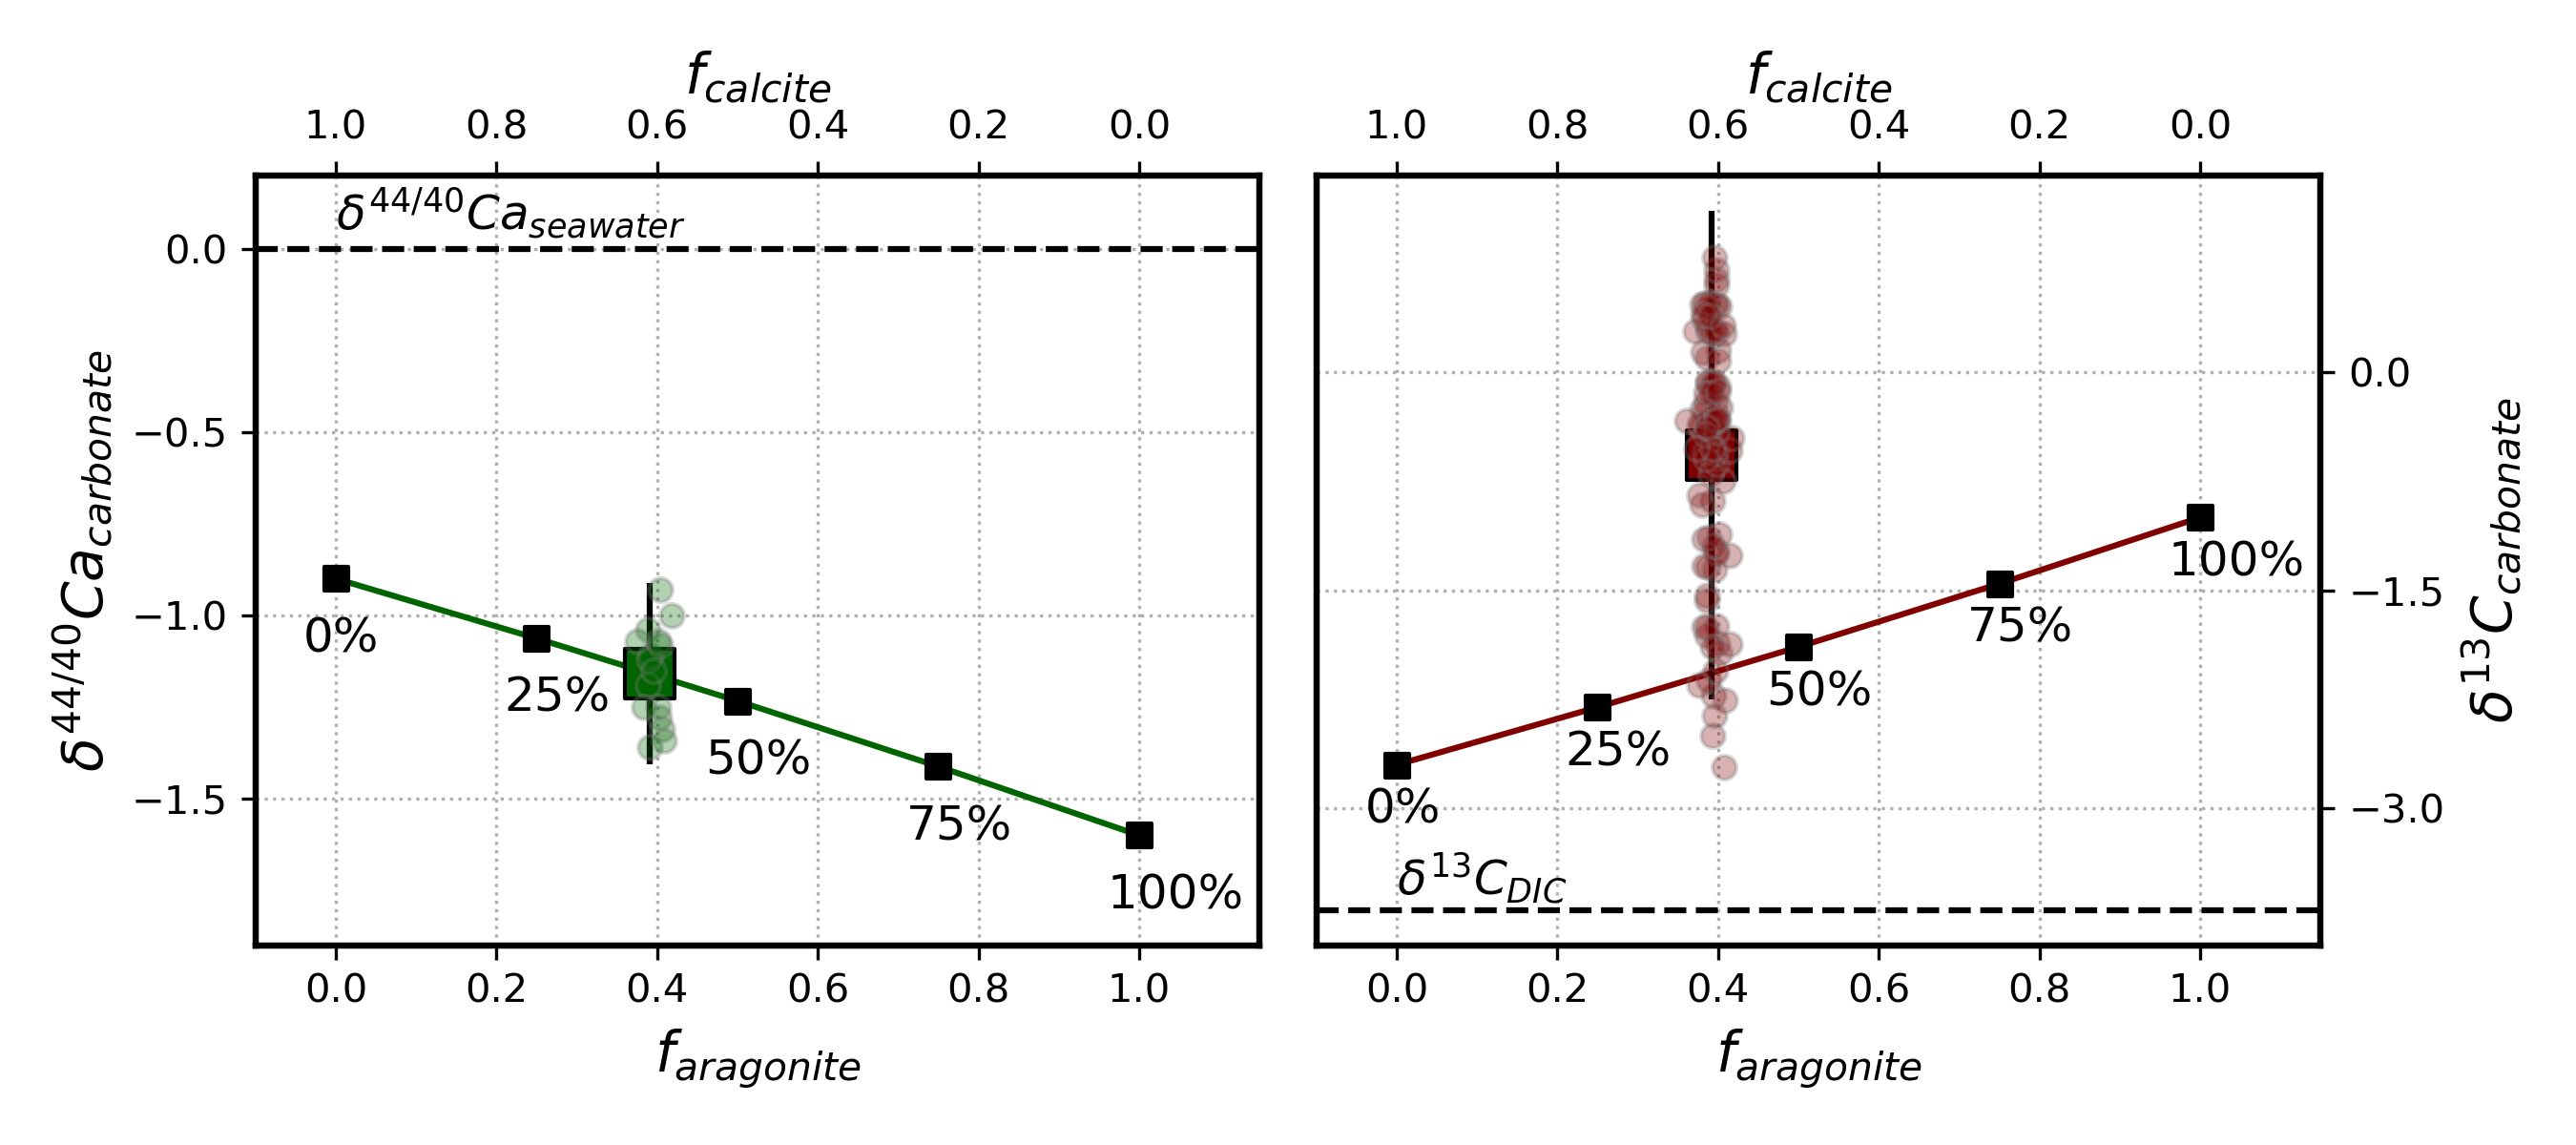 f_calcite
1.0 0.8 0.6 0.4 0.2 0.0
δ^44/40Ca_seawater
δ^44/40Ca_carbonate
0.0
−0.5
−1.0
−1.5
0%
25%
50%
75%
100%
0.0 0.2 0.4 0.6 0.8 1.0
f_aragonite
f_calcite
1.0 0.8 0.6 0.4 0.2 0.0
0.0
−1.5
−3.0
δ^13C_carbonate
100%
75%
50%
25%
0%
δ^13C_DIC
0.0 0.2 0.4 0.6 0.8 1.0
f_aragonite